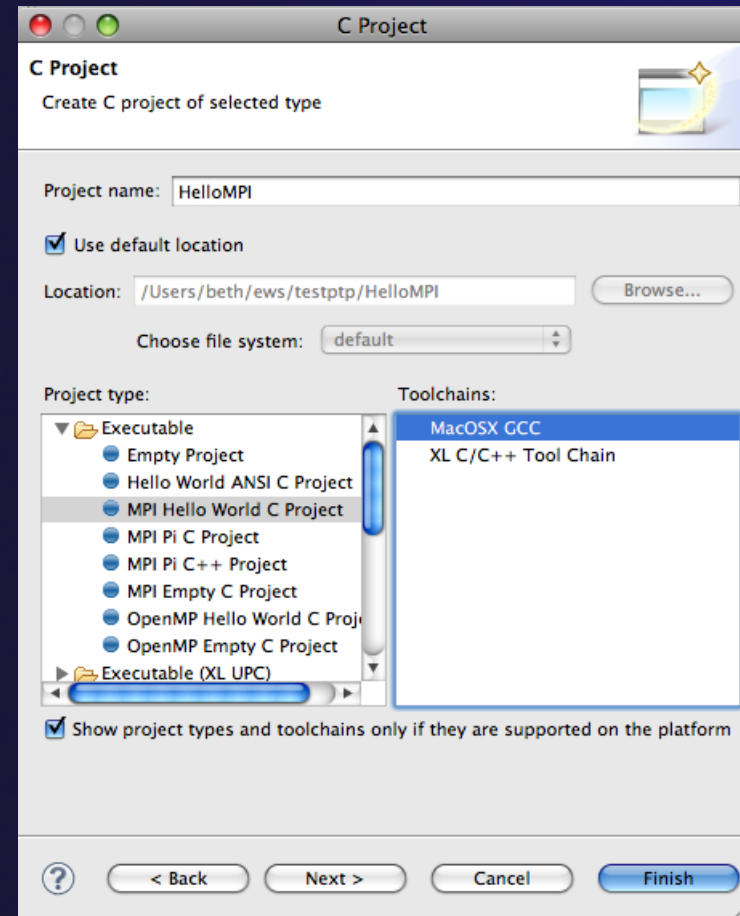 C Project
C Project
Create C project of selected type
Project name: HelloMPI
Use default location
Location: /Users/beth/ews/testptp/HelloMPI Browse...
Choose file system: default
Project type: Toolchains:
Executable MacOSX GCC
Empty Project XL C/C++ Tool Chain
Hello World ANSI C Project
MPI Hello World C Project
MPI Pi C Project
MPI Pi C++ Project
MPI Empty C Project
OpenMP Hello World C Proj
OpenMP Empty C Project
Executable (XL UPC)
Show project types and toolchains only if they are supported on the platform
? < Back Next > Cancel Finish